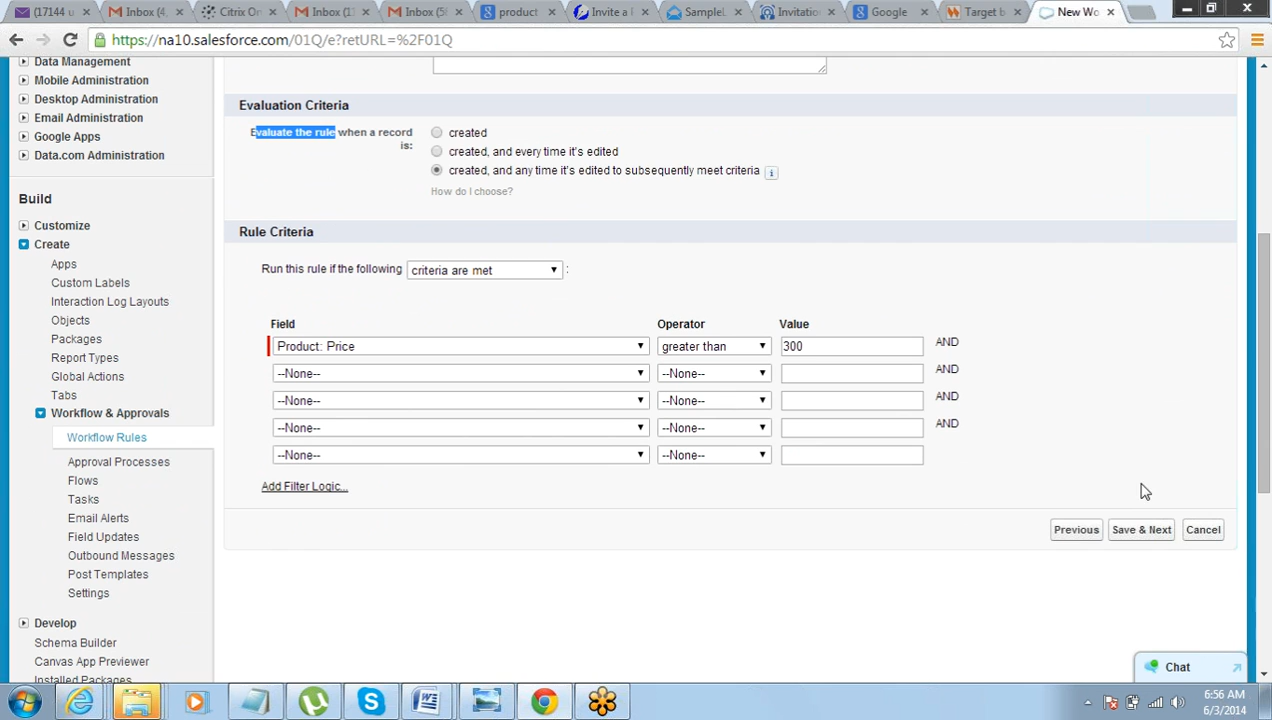 (17144 u
Inbox (4,
Citrix On
Inbox (1
Inbox (5
product
Invite a
SampleL
Invitation
Google
Target b
New Wo
https://na10.salesforce.com/01Q/e?retURL=%2F01Q
Data Management
Mobile Administration
Desktop Administration
Email Administration
Google Apps
Data.com Administration
Build
Customize
Create
Apps
Custom Labels
Interaction Log Layouts
Objects
Packages
Report Types
Global Actions
Tabs
Workflow & Approvals
Workflow Rules
Approval Processes
Flows
Tasks
Email Alerts
Field Updates
Outbound Messages
Post Templates
Settings
Develop
Schema Builder
Canvas App Previewer
Installed Packages
Evaluation Criteria
Evaluate the rule when a record is:
created
created, and every time it's edited
created, and any time it's edited to subsequently meet criteria
How do I choose?
Rule Criteria
Run this rule if the following criteria are met :
Field Operator Value
Product: Price greater than 300 AND
--None-- --None-- AND
--None-- --None-- AND
--None-- --None-- AND
--None-- --None--
Add Filter Logic...
Previous Save & Next Cancel
Chat
6:56 AM
6/3/2014